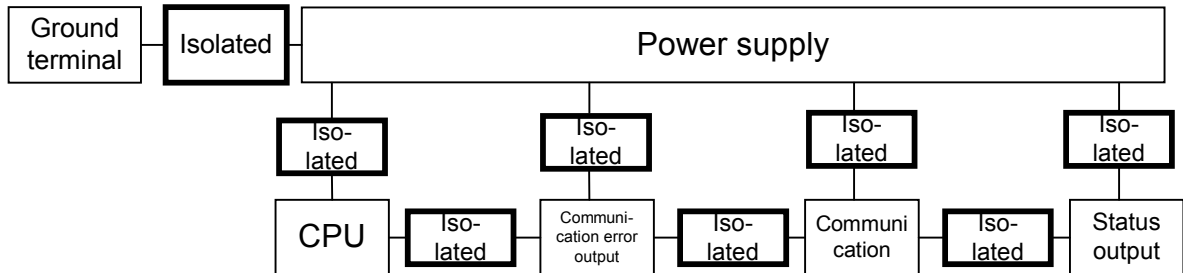 Ground
terminal
Isolated
Power supply
Iso-
lated
Iso-
lated
Iso-
lated
Iso-
lated
CPU
Iso-
lated
Communi-
cation error
output
Iso-
lated
Communi
cation
Iso-
lated
Status
output